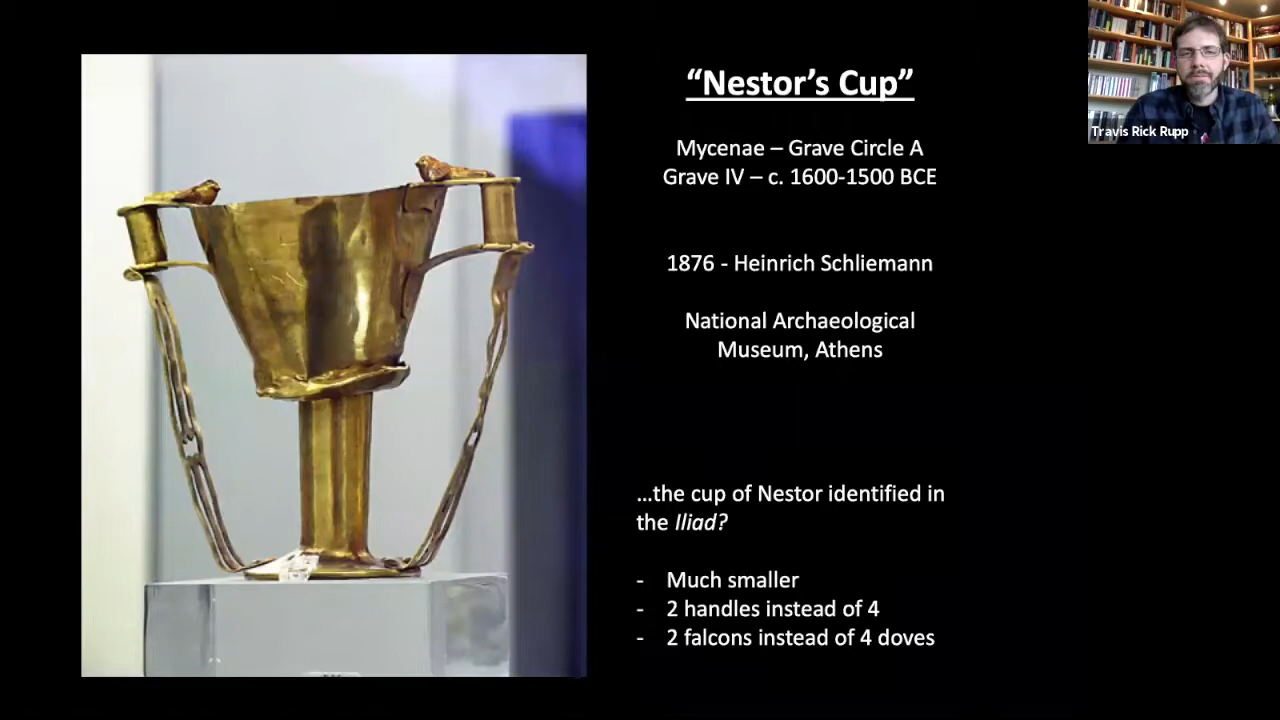 “Nestor’s Cup”
Mycenae – Grave Circle A
Grave IV – c. 1600-1500 BCE
1876 - Heinrich Schliemann
National Archaeological
Museum, Athens
…the cup of Nestor identified in
the Iliad?
- Much smaller
- 2 handles instead of 4
- 2 falcons instead of 4 doves
Travis Rick Rupp